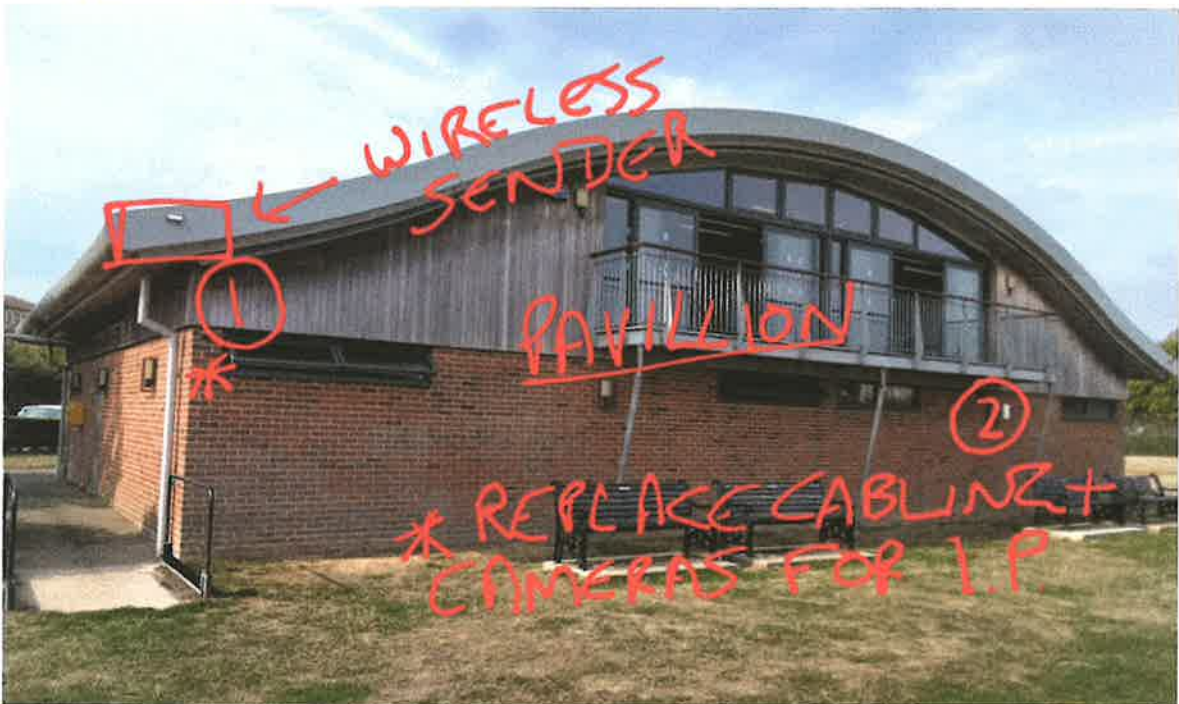 WIRELESS
SENDER
1
*
PAVILLION
2
* REPLACE CABLING +
CAMERAS FOR I.P.